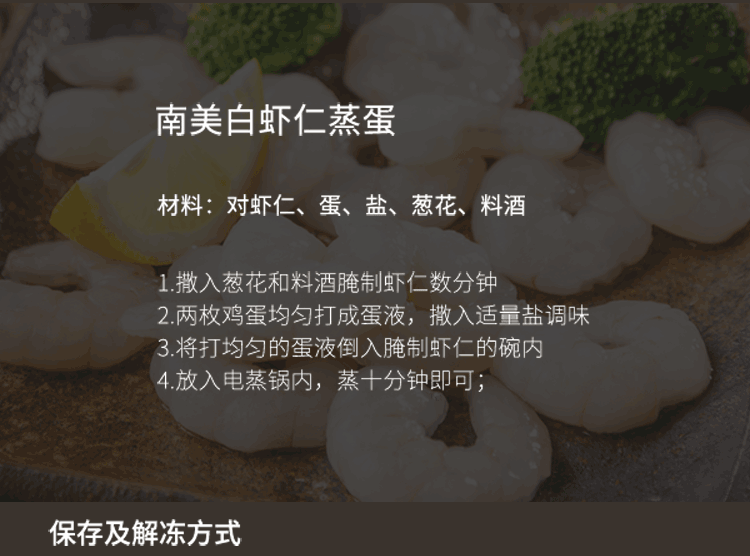 南美白虾仁蒸蛋
材料：对虾仁、蛋、盐、葱花、料酒
1.撒入葱花和料酒腌制虾仁数分钟
2.两枚鸡蛋均匀打成蛋液，撒入适量盐调味
3.将打均匀的蛋液倒入腌制虾仁的碗内
4.放入电蒸锅内，蒸十分钟即可；
保存及解冻方式